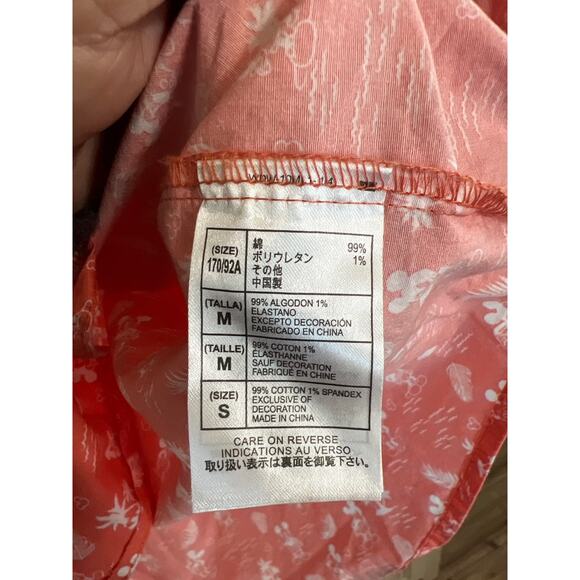 (SIZE)
170/92A
綿 99%
ポリウレタン 1%
その他
中国製
(TALLA)
M
99% ALGODON 1%
ELASTANO
EXCEPTO DECORACIÓN
FABRICADO EN CHINA
(TAILLE)
M
99% COTON 1%
ÉLASTHANNE
SAUF DECORATION
FABRIQUÉ EN CHINE
(SIZE)
S
99% COTTON 1% SPANDEX
EXCLUSIVE OF
DECORATION
MADE IN CHINA
CARE ON REVERSE
INDICATIONS AU VERSO
取り扱い表示は裏面を御覧下さい。